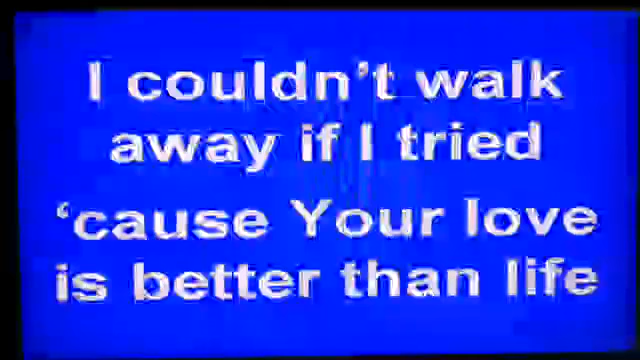 I couldn't walk
away if I tried
‘cause Your love
is better than life